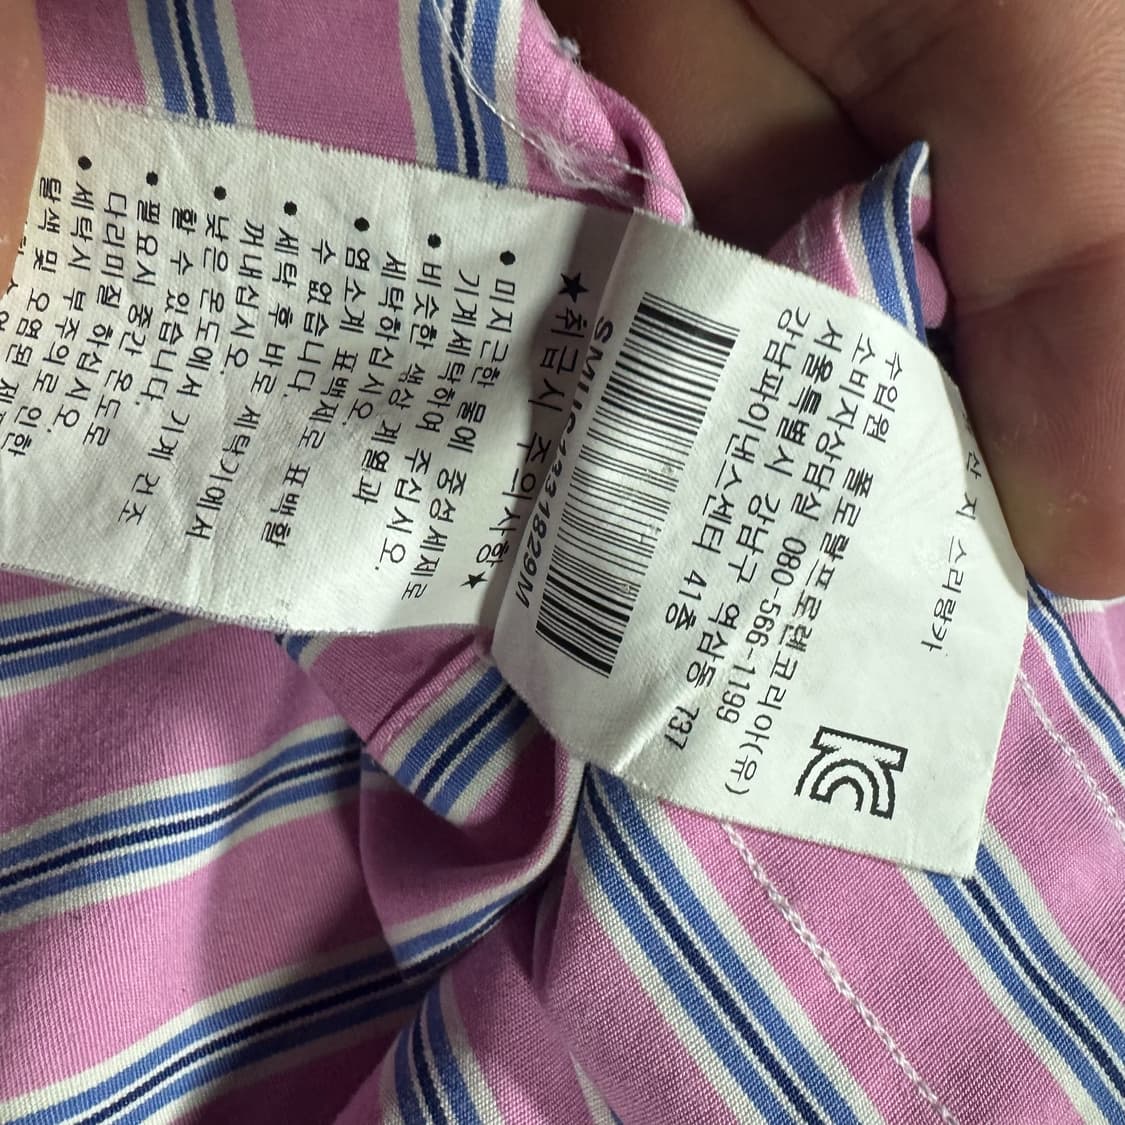 산 지 스리랑카
수입원 폴로랄프로렌코리아(유)
소비자상담실 080-566-1199
서울특별시 강남구 역삼동 737
강남파이낸스센터 41층
1829M
★취급시 주의사항★
• 미지근한 물에 중성세제로
기계세탁하여 주십시오.
• 비슷한 색상 계열과
세탁하십시오.
• 염소계 표백제로 표백할
수 없습니다.
• 세탁 후 바로 세탁기에서
꺼내십시오.
• 낮은 온도에서 기계 건조
할 수 있습니다.
• 필요시 중간 온도로
다리미질 하십시오.
• 세탁시 부주의로 인한
탈색 및 오염된 제